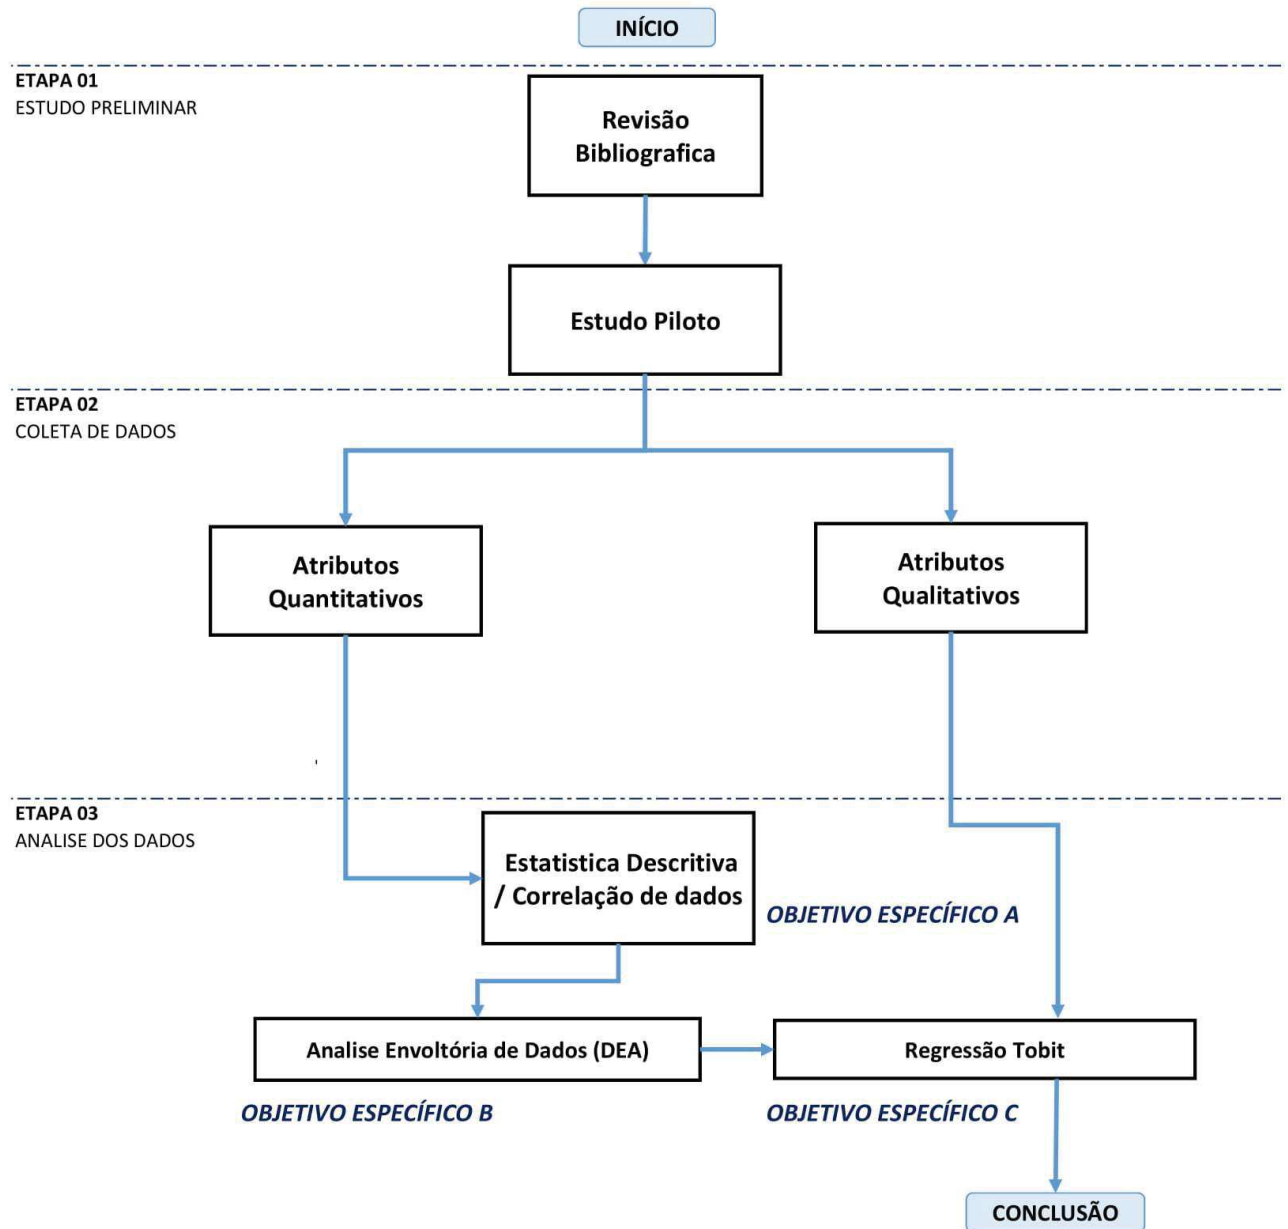 INÍCIO
ETAPA 01
ESTUDO PRELIMINAR
Revisão
Bibliografica
Estudo Piloto
ETAPA 02
COLETA DE DADOS
Atributos
Quantitativos
Atributos
Qualitativos
ETAPA 03
ANALISE DOS DADOS
Estatistica Descritiva
/ Correlação de dados
OBJETIVO ESPECÍFICO A
Analise Envoltória de Dados (DEA)
Regressão Tobit
OBJETIVO ESPECÍFICO B
OBJETIVO ESPECÍFICO C
CONCLUSÃO